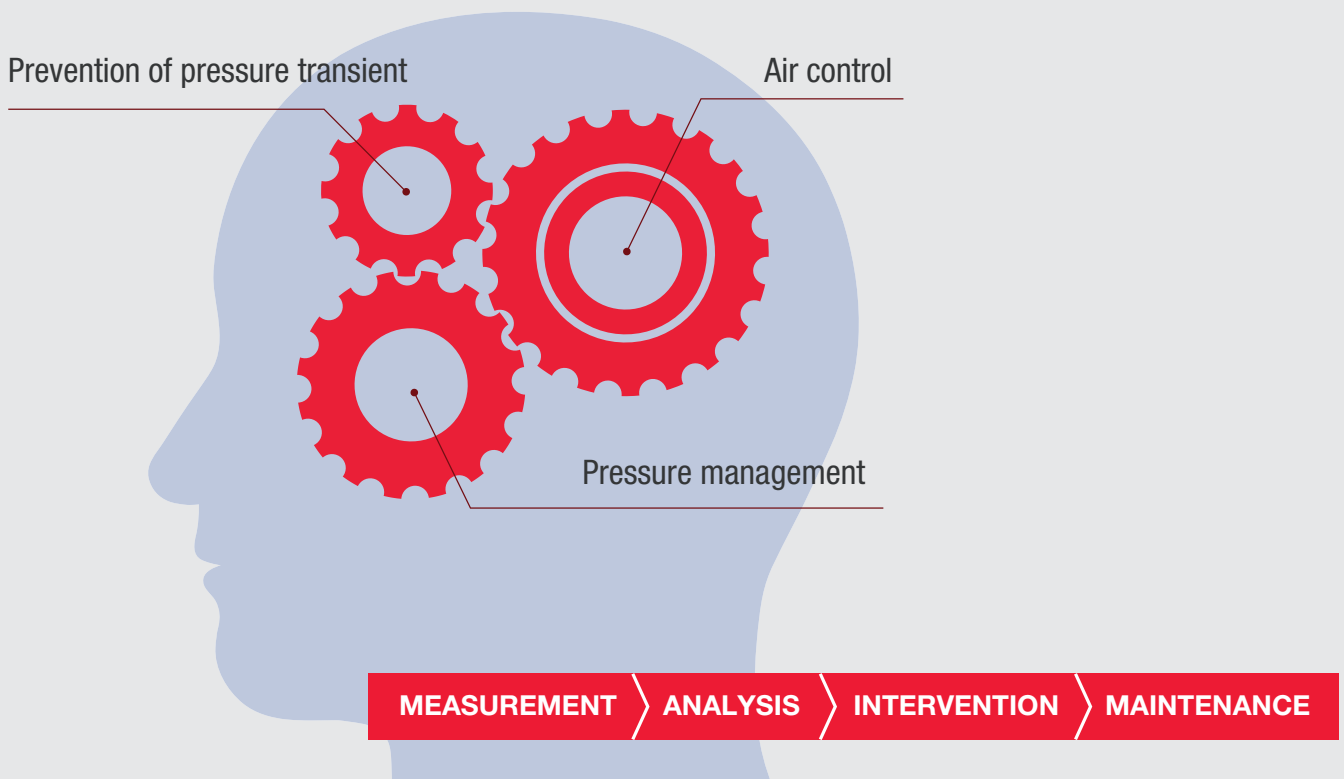 Prevention of pressure transient
Air control
Pressure management
MEASUREMENT
ANALYSIS
INTERVENTION
MAINTENANCE